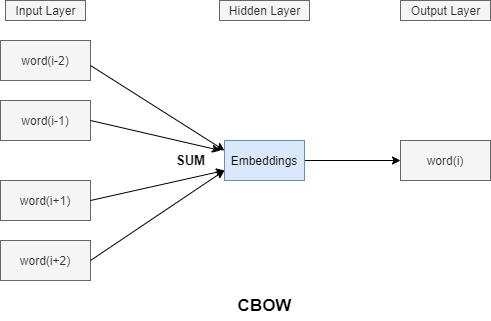 Input Layer
Hidden Layer
Output Layer
word(i-2)
word(i-1)
SUM
Embeddings
word(i)
word(i+1)
word(i+2)
CBOW